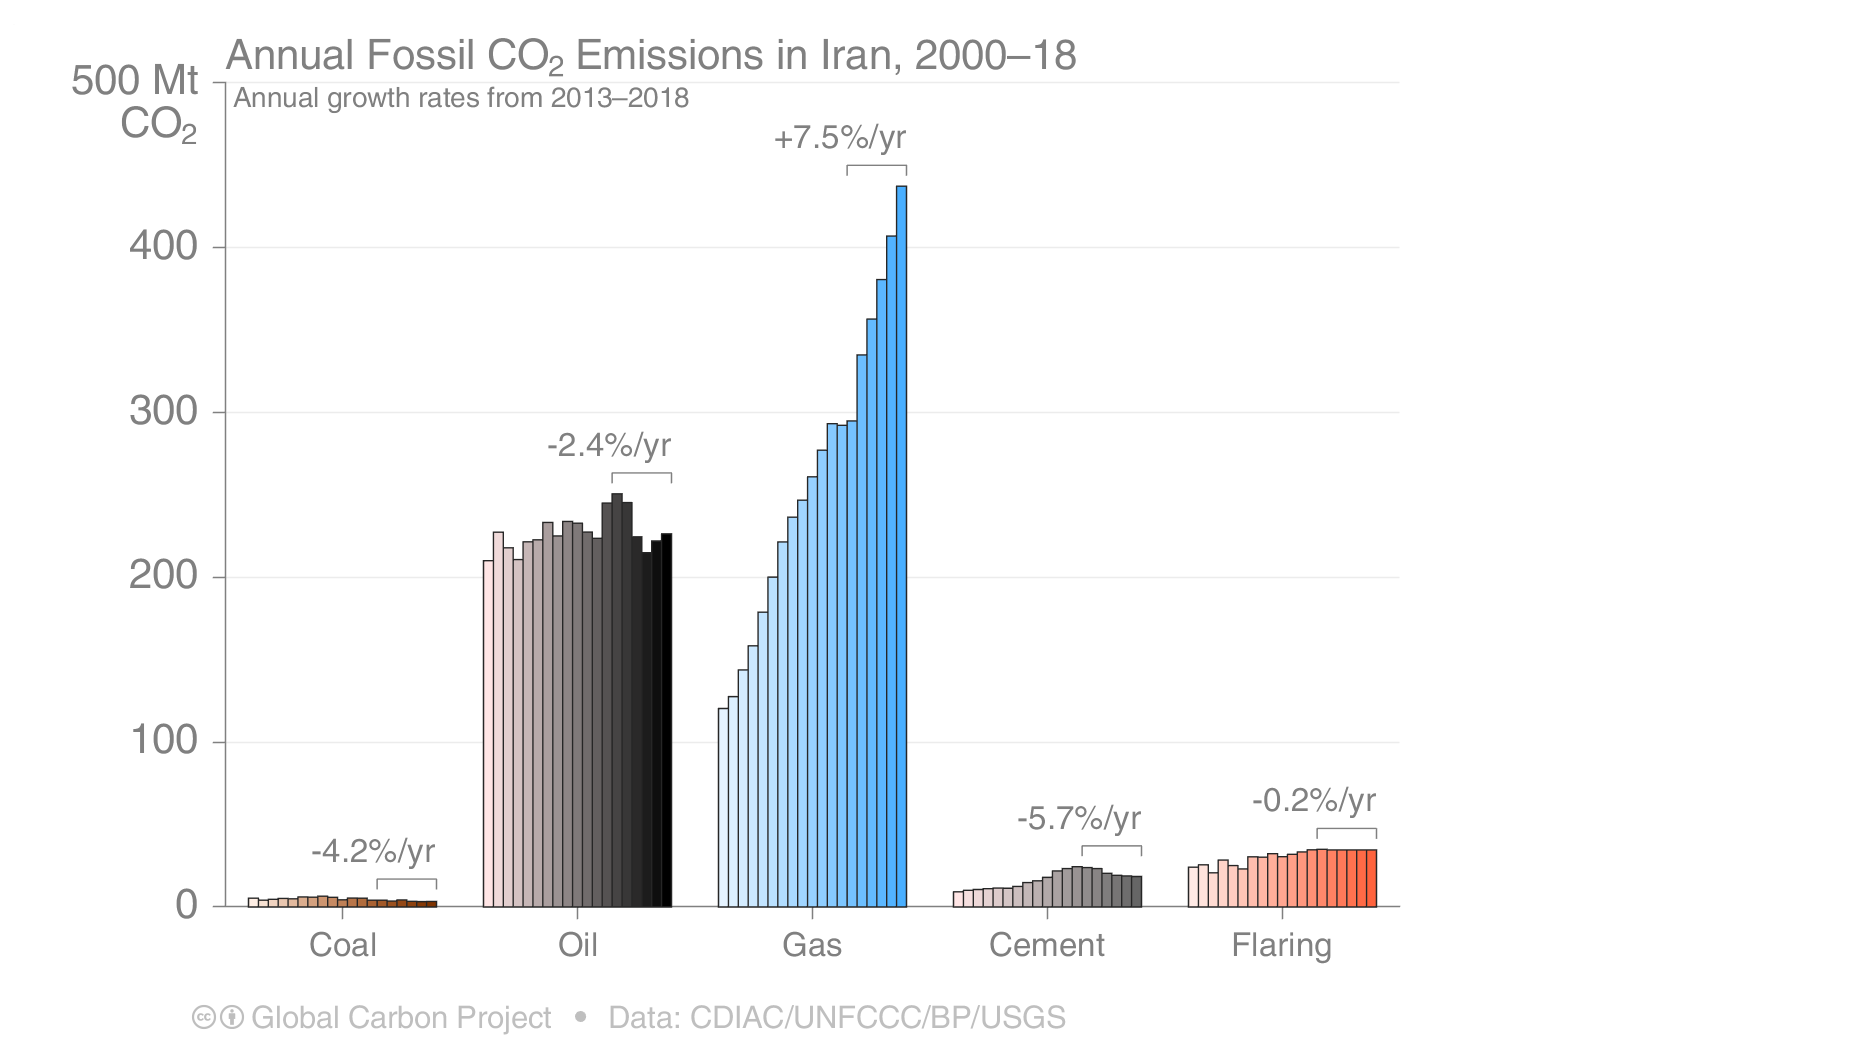 Annual Fossil CO₂ Emissions in Iran, 2000–18
500 Mt
CO₂
Annual growth rates from 2013–2018
+7.5%/yr
400
300
-2.4%/yr
200
100
-0.2%/yr
-5.7%/yr
-4.2%/yr
0
Coal Oil Gas Cement Flaring
cc Global Carbon Project • Data: CDIAC/UNFCCC/BP/USGS